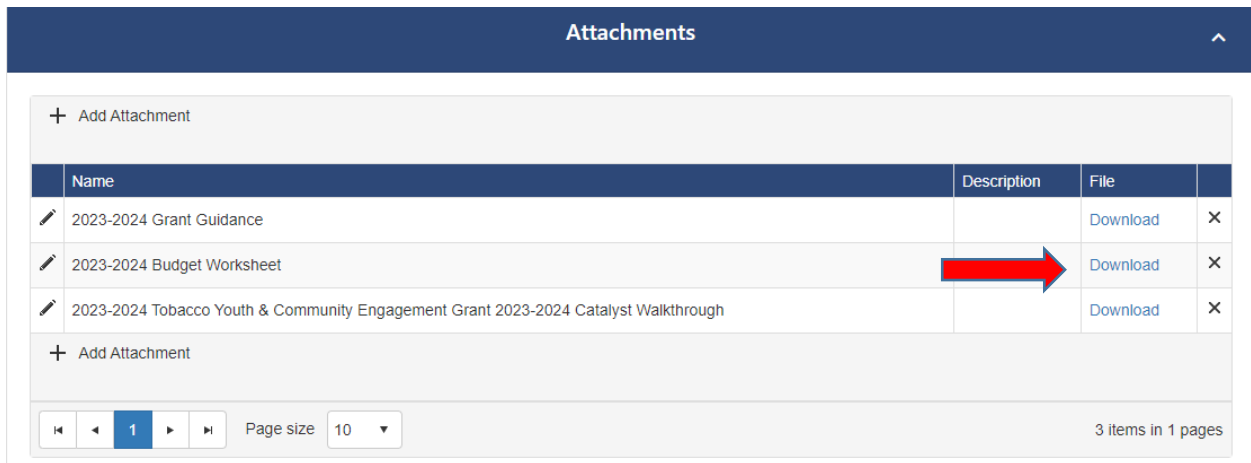 Attachments
Add Attachment
Name Description File
2023-2024 Grant Guidance Download
2023-2024 Budget Worksheet Download
2023-2024 Tobacco Youth & Community Engagement Grant 2023-2024 Catalyst Walkthrough Download
Add Attachment
1 Page size 10 3 items in 1 pages